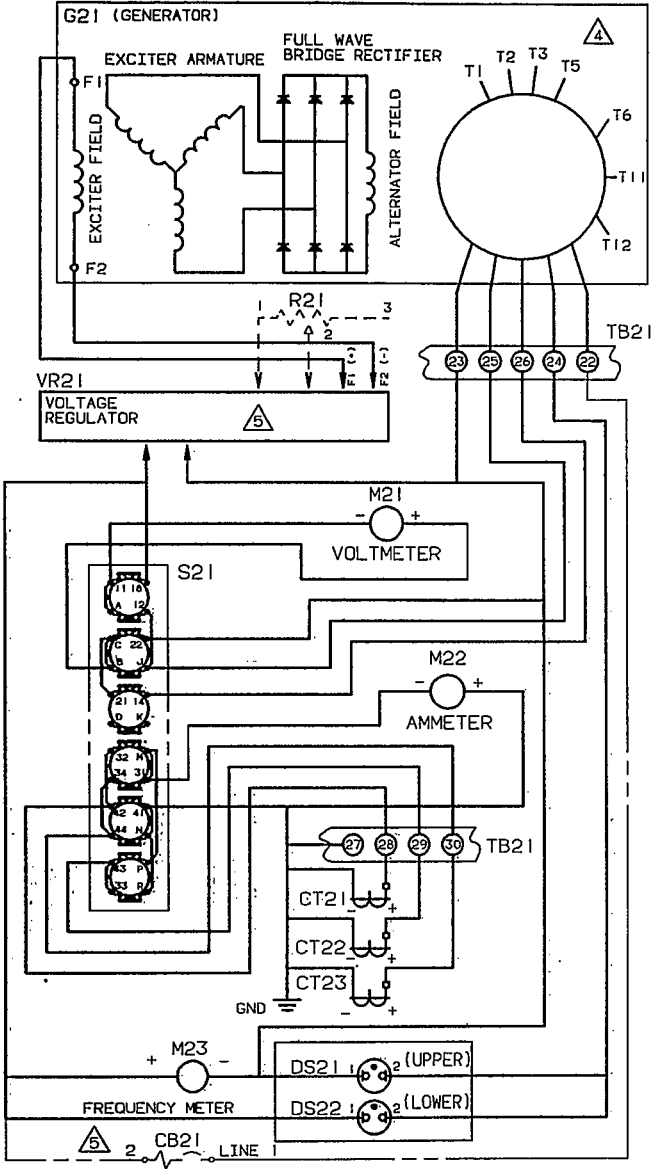 G21 (GENERATOR)
4
EXCITER ARMATURE
FULL WAVE
BRIDGE RECTIFIER
T1 T2 T3 T5
T6
T11
T12
F1
EXCITER FIELD
ALTERNATOR FIELD
F2
1 R21 3
2
F1 (+)
F2 (-)
TB21
23 25 26 24 22
VR21
VOLTAGE
REGULATOR
5
M21
- +
VOLTMETER
S21
A 12
C 22
B J
21 14
D K
M22
- +
AMMETER
32 M
34 31
42 41
44 N
43 P
33 R
27 28 29 30 TB21
CT21
- +
CT22
- +
CT23
- +
GND
M23
+ -
FREQUENCY METER
DS21 1 2 (UPPER)
DS22 1 2 (LOWER)
5
2 CB21 LINE 1